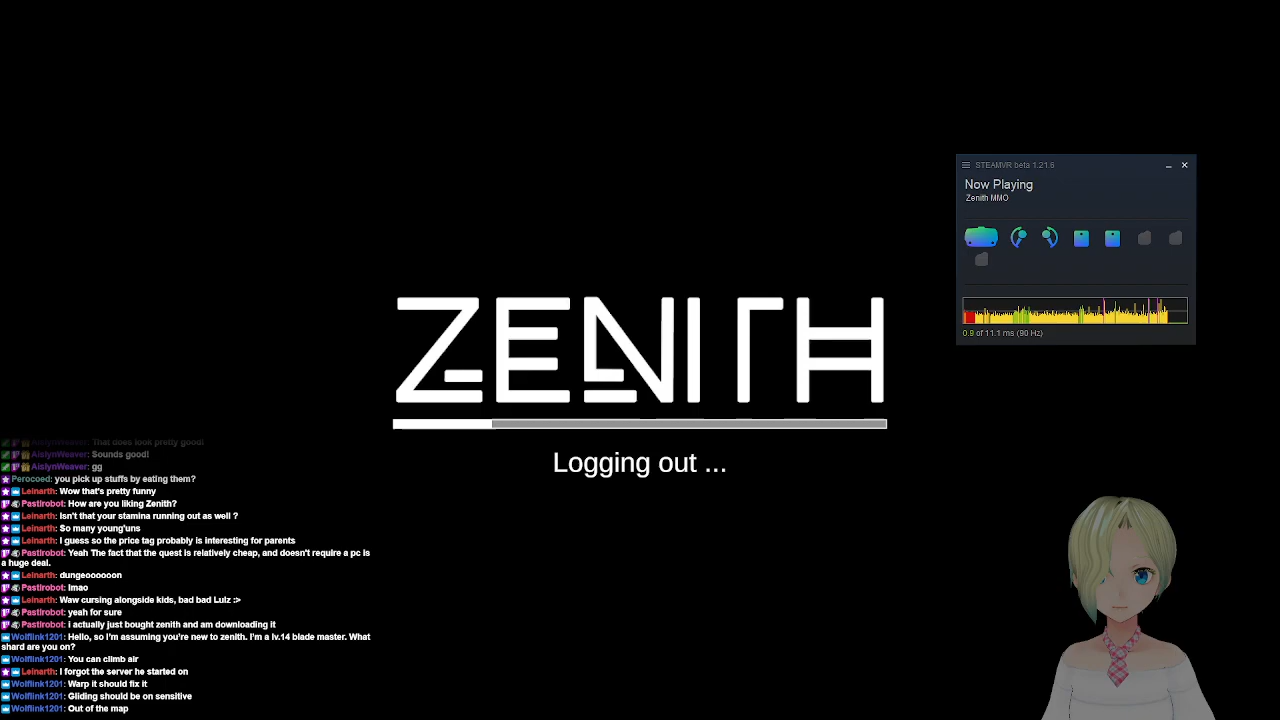 STEAMVR beta 1.21.6
Now Playing
Zenith MMO
0.9 of 11.1 ms (90 Hz)
ZENITH
Logging out ...
AislynWeaver: That does look pretty good!
AislynWeaver: Sounds good!
AislynWeaver: gg
Perocoed: you pick up stuffs by eating them?
Leinarth: Wow that's pretty funny
PastIrobot: How are you liking Zenith?
Leinarth: Isn't that your stamina running out as well ?
Leinarth: So many young'uns
Leinarth: I guess so the price tag probably is interesting for parents
PastIrobot: Yeah The fact that the quest is relatively cheap, and doesn't require a pc is
a huge deal.
Leinarth: dungeoooooon
PastIrobot: lmao
Leinarth: Waw cursing alongside kids, bad bad Lulz :>
PastIrobot: yeah for sure
PastIrobot: i actually just bought zenith and am downloading it
Wolflink1201: Hello, so I'm assuming you're new to zenith. I'm a lv.14 blade master. What
shard are you on?
Wolflink1201: You can climb air
Leinarth: I forgot the server he started on
Wolflink1201: Warp it should fix it
Wolflink1201: Gliding should be on sensitive
Wolflink1201: Out of the map